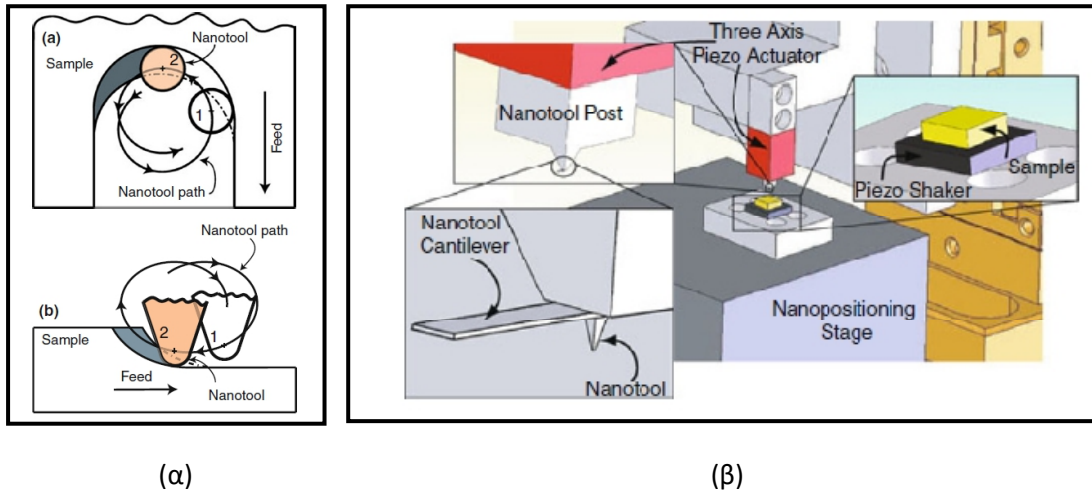 (a)
Nanotool
Sample
2
1
Feed
Nanotool path
Nanotool path
(b)
2
1
Sample
Feed
Nanotool
Three Axis
Piezo Actuator
Nanotool Post
Sample
Piezo Shaker
Nanotool
Cantilever
Nanopositioning
Stage
Nanotool
(α)
(β)